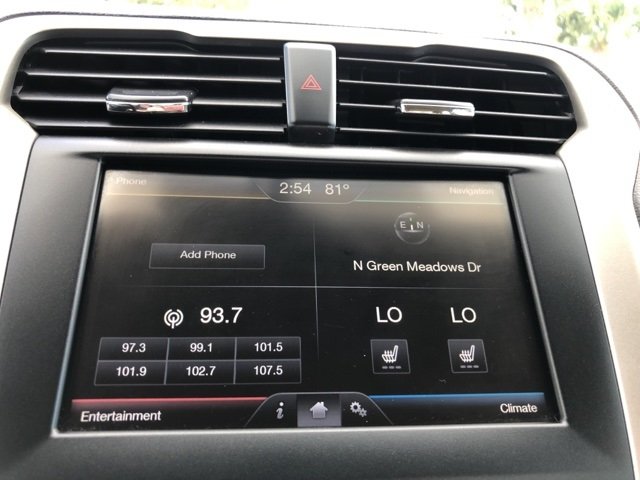 Phone
2:54 81°
Navigation
E N
Add Phone
N Green Meadows Dr
93.7
LO LO
97.3 99.1 101.5
101.9 102.7 107.5
Entertainment
i
Climate